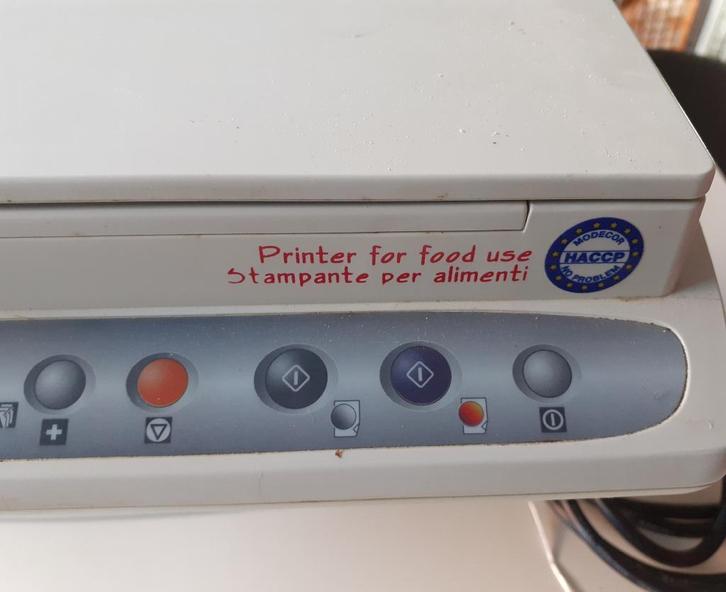 Printer for food use
Stampante per alimenti
MODECOR
HACCP
NO PROBLEM